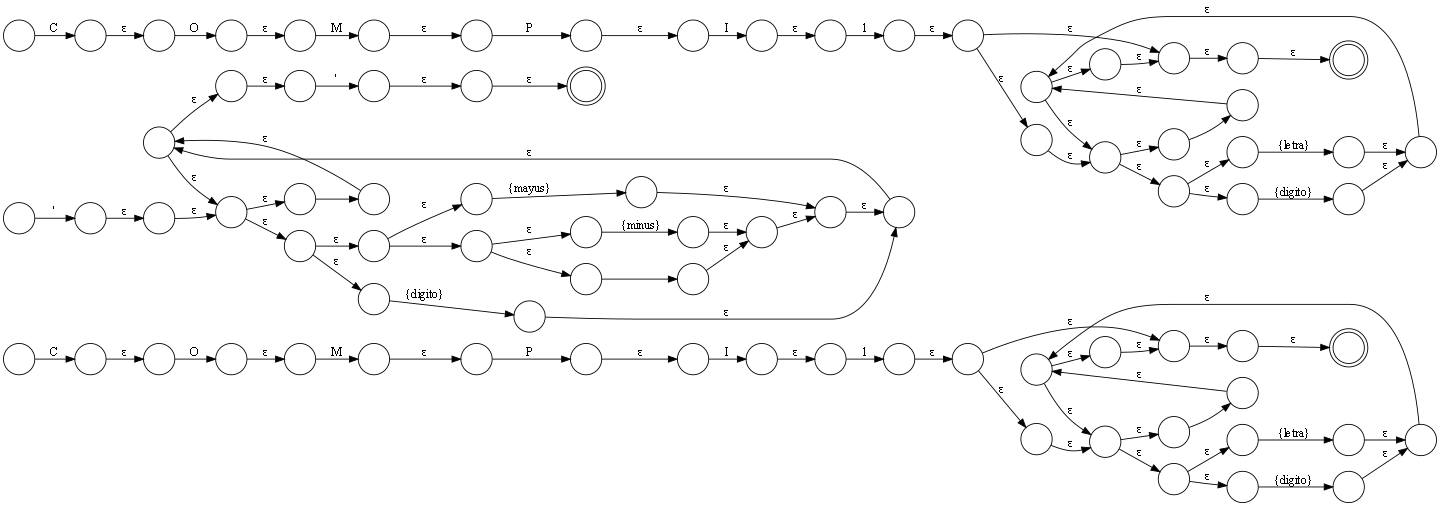 C ε O ε M ε P ε I ε 1 ε ε ε ε ε ε
ε ' ε ε ε ε
ε ε ε
ε ε ε {letra} ε
' ε ε ε ε ε {mayus} ε ε ε ε {digito} ε
ε ε ε ε {minus} ε ε
ε ε ε
{digito} ε
ε
C ε O ε M ε P ε I ε 1 ε ε ε ε ε
ε ε
ε ε ε ε {letra} ε
ε ε ε {digito} ε